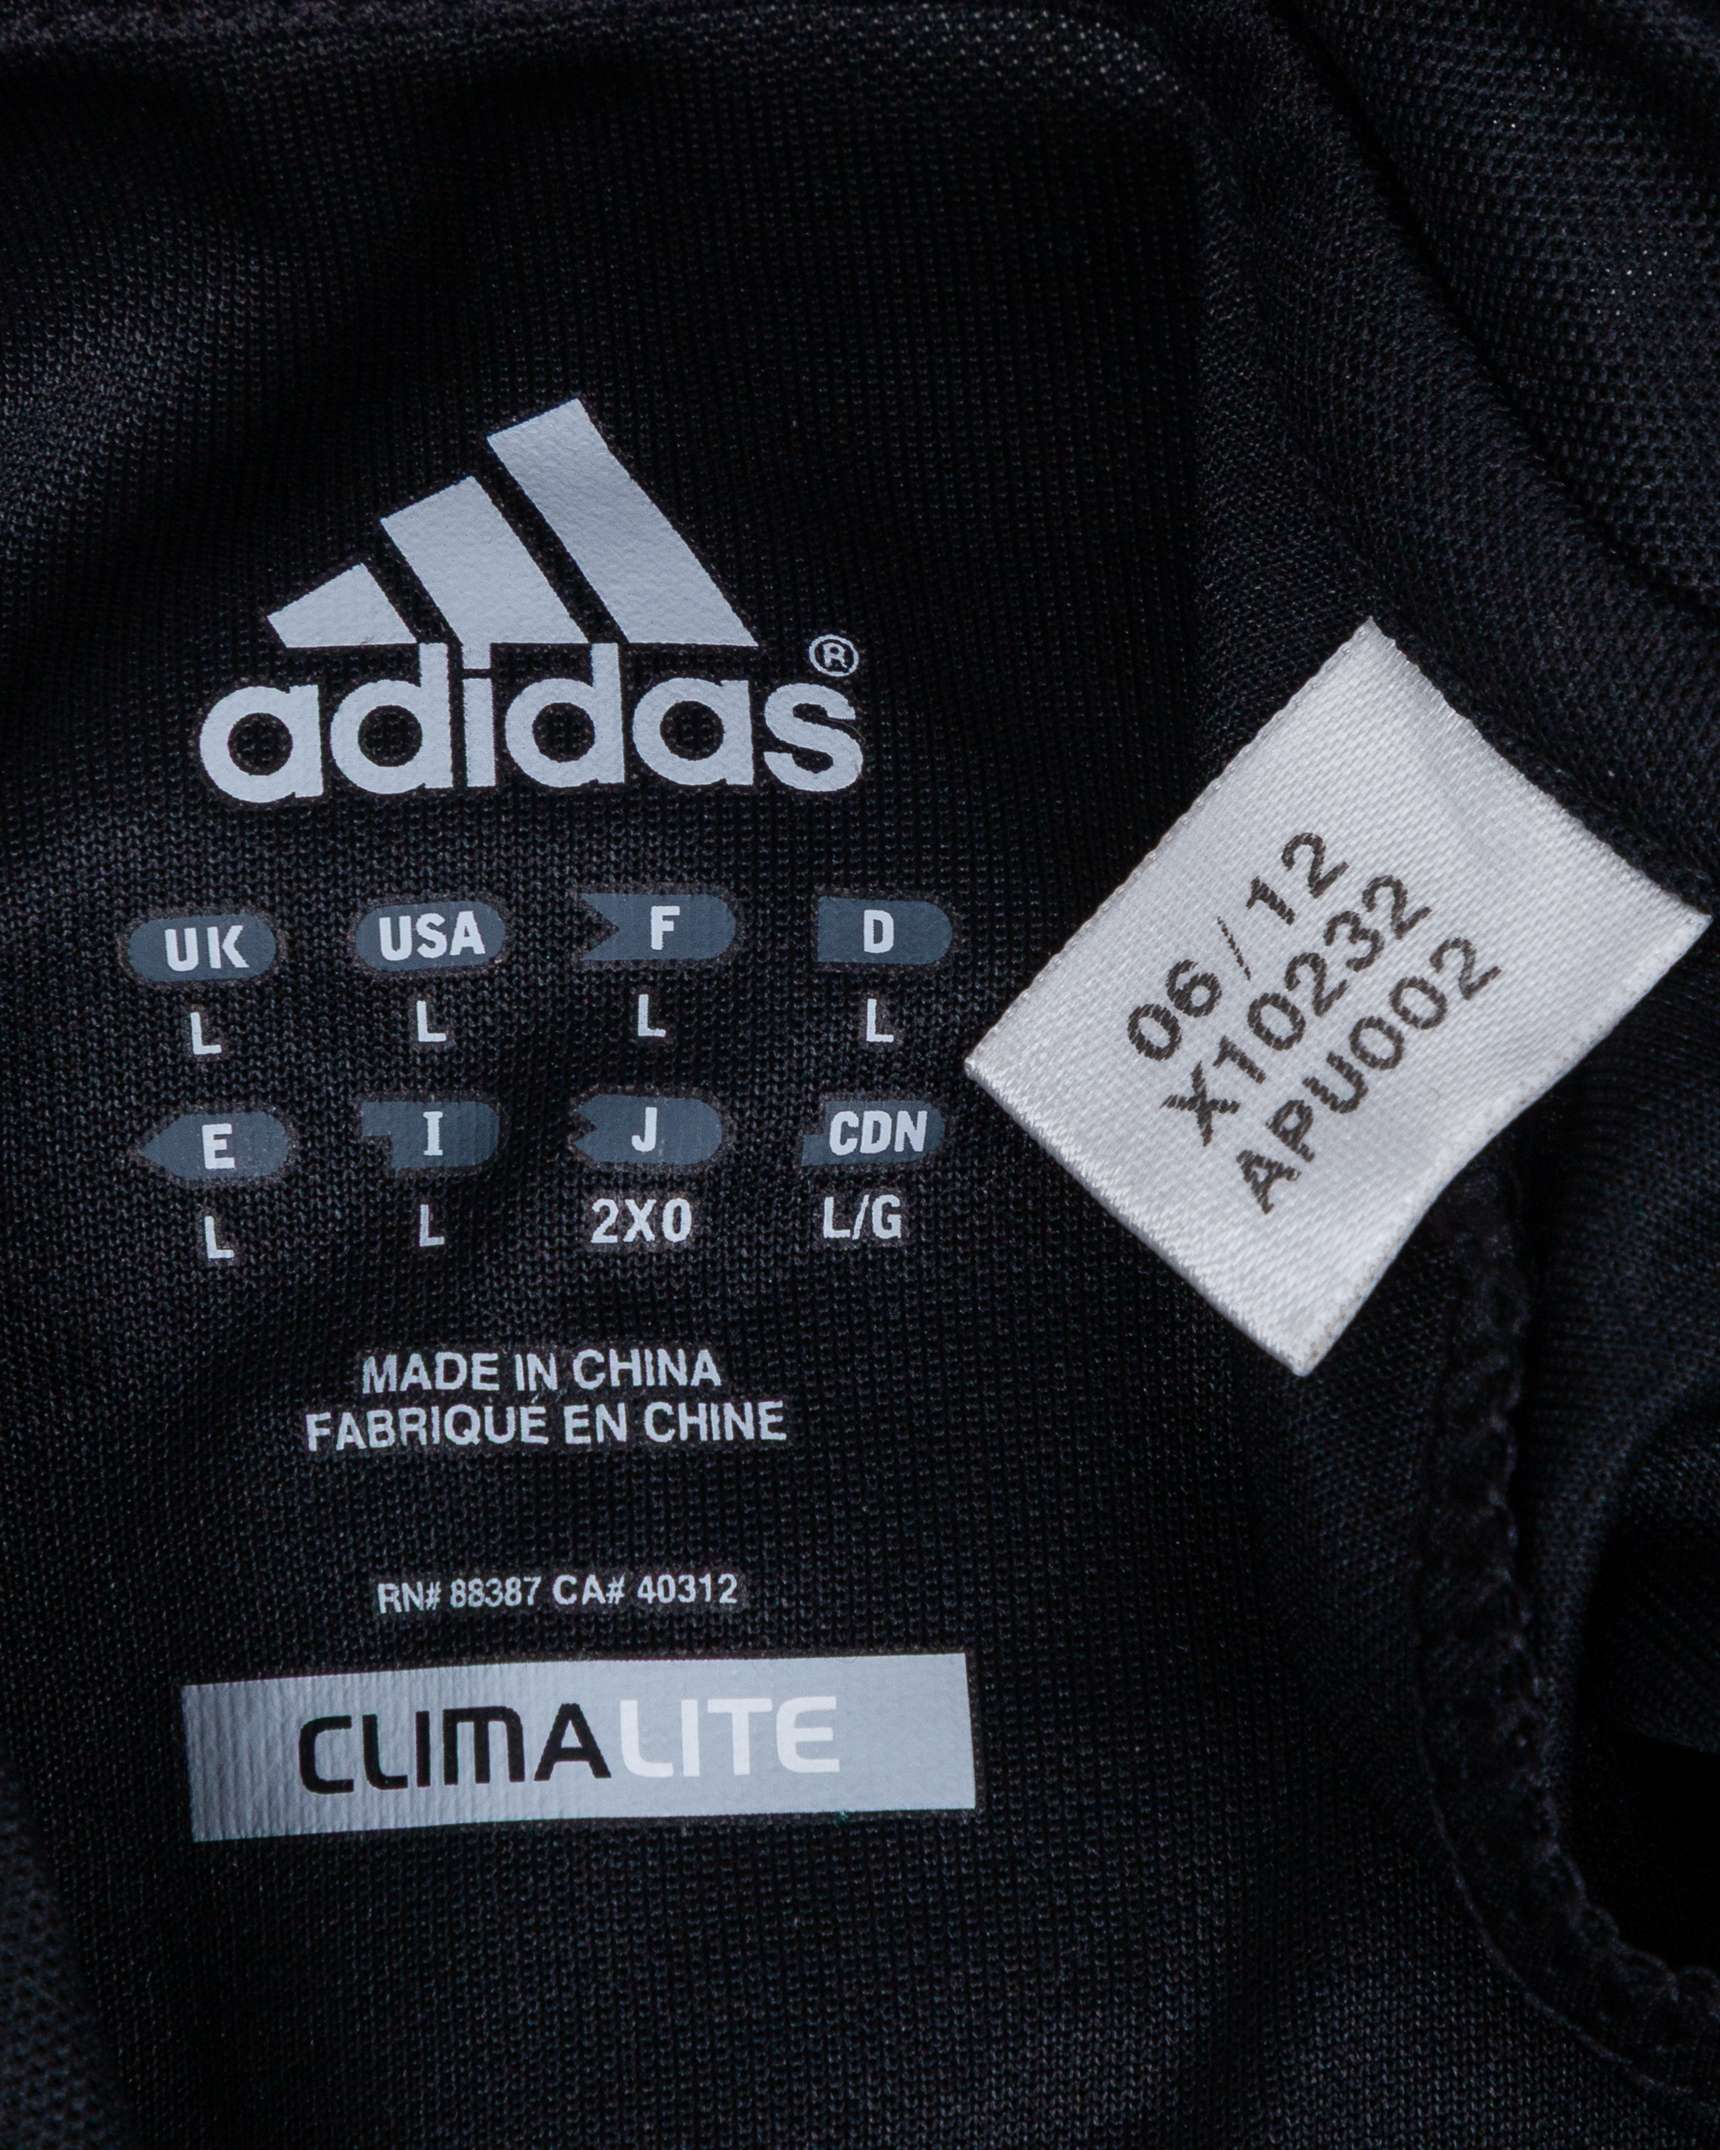 adidas®
UK USA F D
L L L L
E I J CDN
L L 2XO L/G
MADE IN CHINA
FABRIQUÉ EN CHINE
RN# 88387 CA# 40312
CLIMALITE
06/12
X10232
APU002